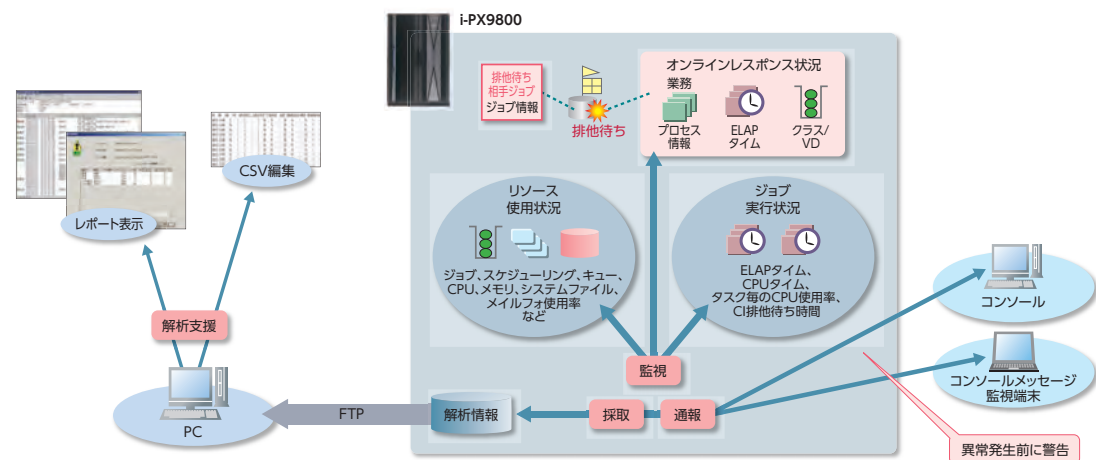 i-PX9800
排他待ち
相手ジョブ
ジョブ情報
排他待ち
オンラインレスポンス状況
業務
プロセス
情報
ELAP
タイム
クラス/
VD
CSV編集
レポート表示
リソース
使用状況
ジョブ、スケジューリング、キュー、
CPU、メモリ、システムファイル、
メイルフォ使用率
など
ジョブ
実行状況
ELAPタイム、
CPUタイム、
タスク毎のCPU使用率、
CI排他待ち時間
コンソール
解析支援
監視
コンソールメッセージ
監視端末
PC
FTP
解析情報
採取
通報
異常発生前に警告